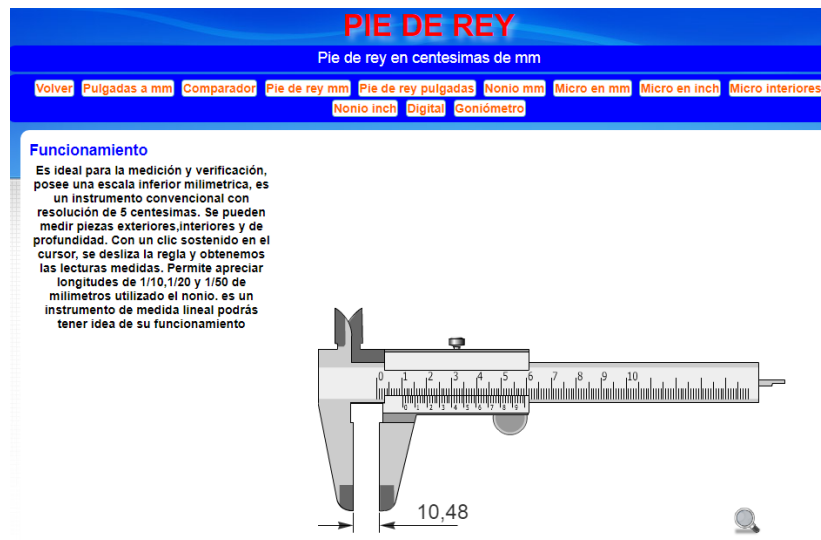 PIE DE REY
Pie de rey en centesimas de mm
Volver Pulgadas a mm Comparador Pie de rey mm Pie de rey pulgadas Nonio mm Micro en mm Micro en inch Micro interiores
Nonio inch Digital Goniómetro
Funcionamiento
Es ideal para la medición y verificación,
posee una escala inferior milimetrica, es
un instrumento convencional con
resolución de 5 centesimas. Se pueden
medir piezas exteriores,interiores y de
profundidad. Con un clic sostenido en el
cursor, se desliza la regla y obtenemos
las lecturas medidas. Permite apreciar
longitudes de 1/10,1/20 y 1/50 de
milimetros utilizado el nonio. es un
instrumento de medida lineal podrás
tener idea de su funcionamiento
0 1 2 3 4 5 6 7 8 9 10
0 1 2 3 4 5 6 7 8 9
10,48